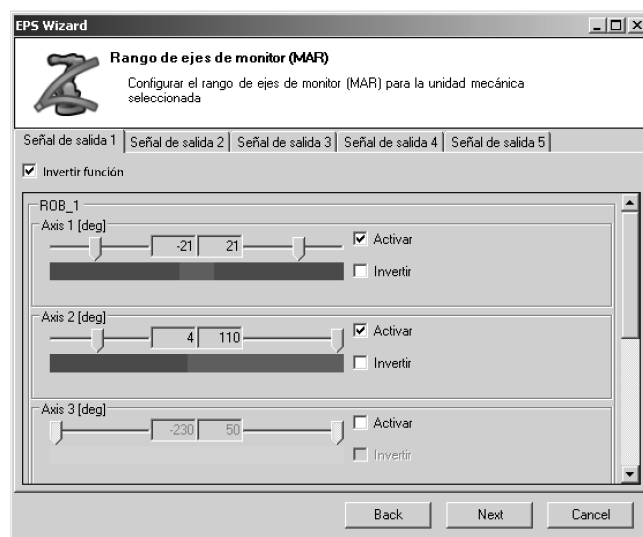 EPS Wizard
Rango de ejes de monitor (MAR)
Configurar el rango de ejes de monitor (MAR) para la unidad mecánica
seleccionada
Señal de salida 1 Señal de salida 2 Señal de salida 3 Señal de salida 4 Señal de salida 5
Invertir función
ROB_1
Axis 1 [deg]
-21 21 Activar
Invertir
Axis 2 [deg]
4 110 Activar
Invertir
Axis 3 [deg]
-230 50 Activar
Invertir
Back Next Cancel